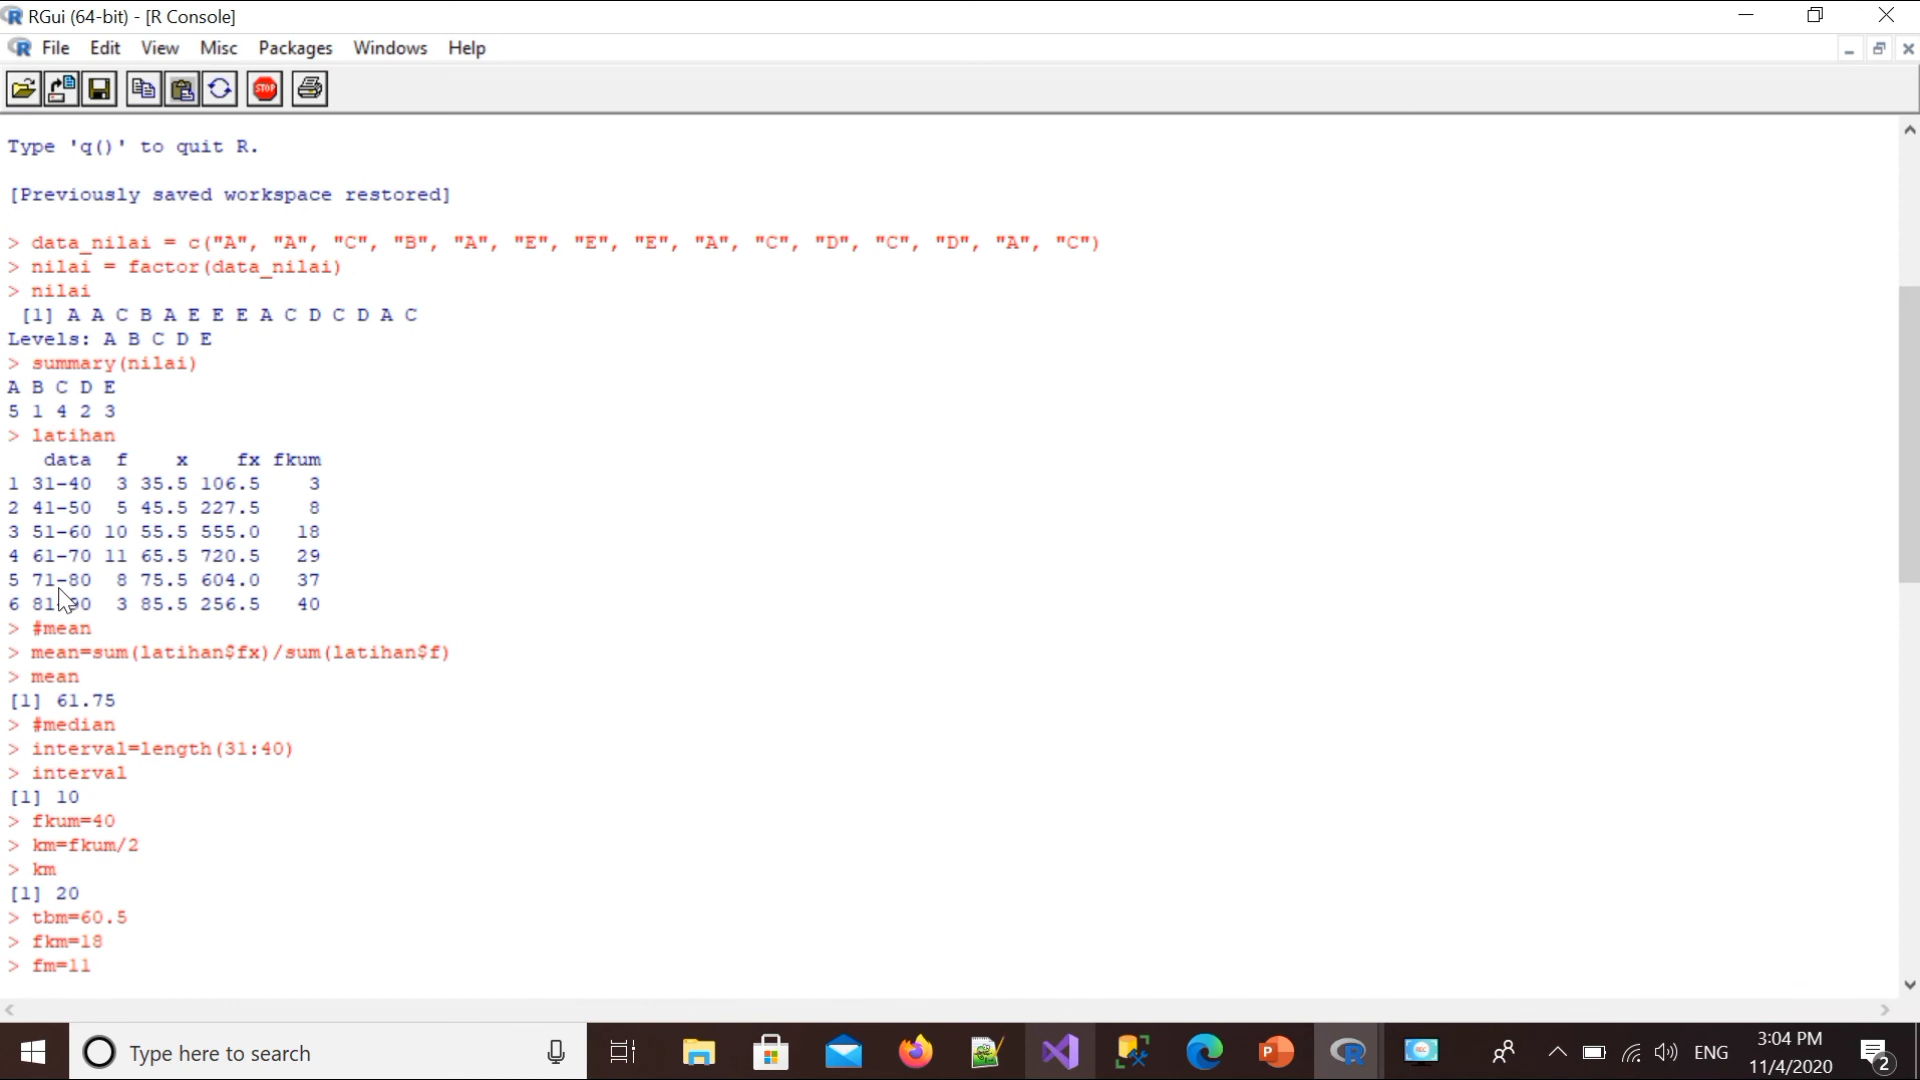 RGui (64-bit) - [R Console]
File Edit View Misc Packages Windows Help
STOP
Type 'q()' to quit R.
[Previously saved workspace restored]
> data_nilai = c("A", "A", "C", "B", "A", "E", "E", "E", "A", "C", "D", "C", "D", "A", "C")
> nilai = factor(data_nilai)
> nilai
[1] A A C B A E E E A C D C D A C
Levels: A B C D E
> summary(nilai)
A B C D E
5 1 4 2 3
> latihan
data f x fx fkum
1 31-40 3 35.5 106.5 3
2 41-50 5 45.5 227.5 8
3 51-60 10 55.5 555.0 18
4 61-70 11 65.5 720.5 29
5 71-80 8 75.5 604.0 37
6 81-90 3 85.5 256.5 40
> #mean
> mean=sum(latihan$fx)/sum(latihan$f)
> mean
[1] 61.75
> #median
> interval=length(31:40)
> interval
[1] 10
> fkum=40
> km=fkum/2
> km
[1] 20
> tbm=60.5
> fkm=18
> fm=11
Type here to search
ENG
3:04 PM
11/4/2020
2